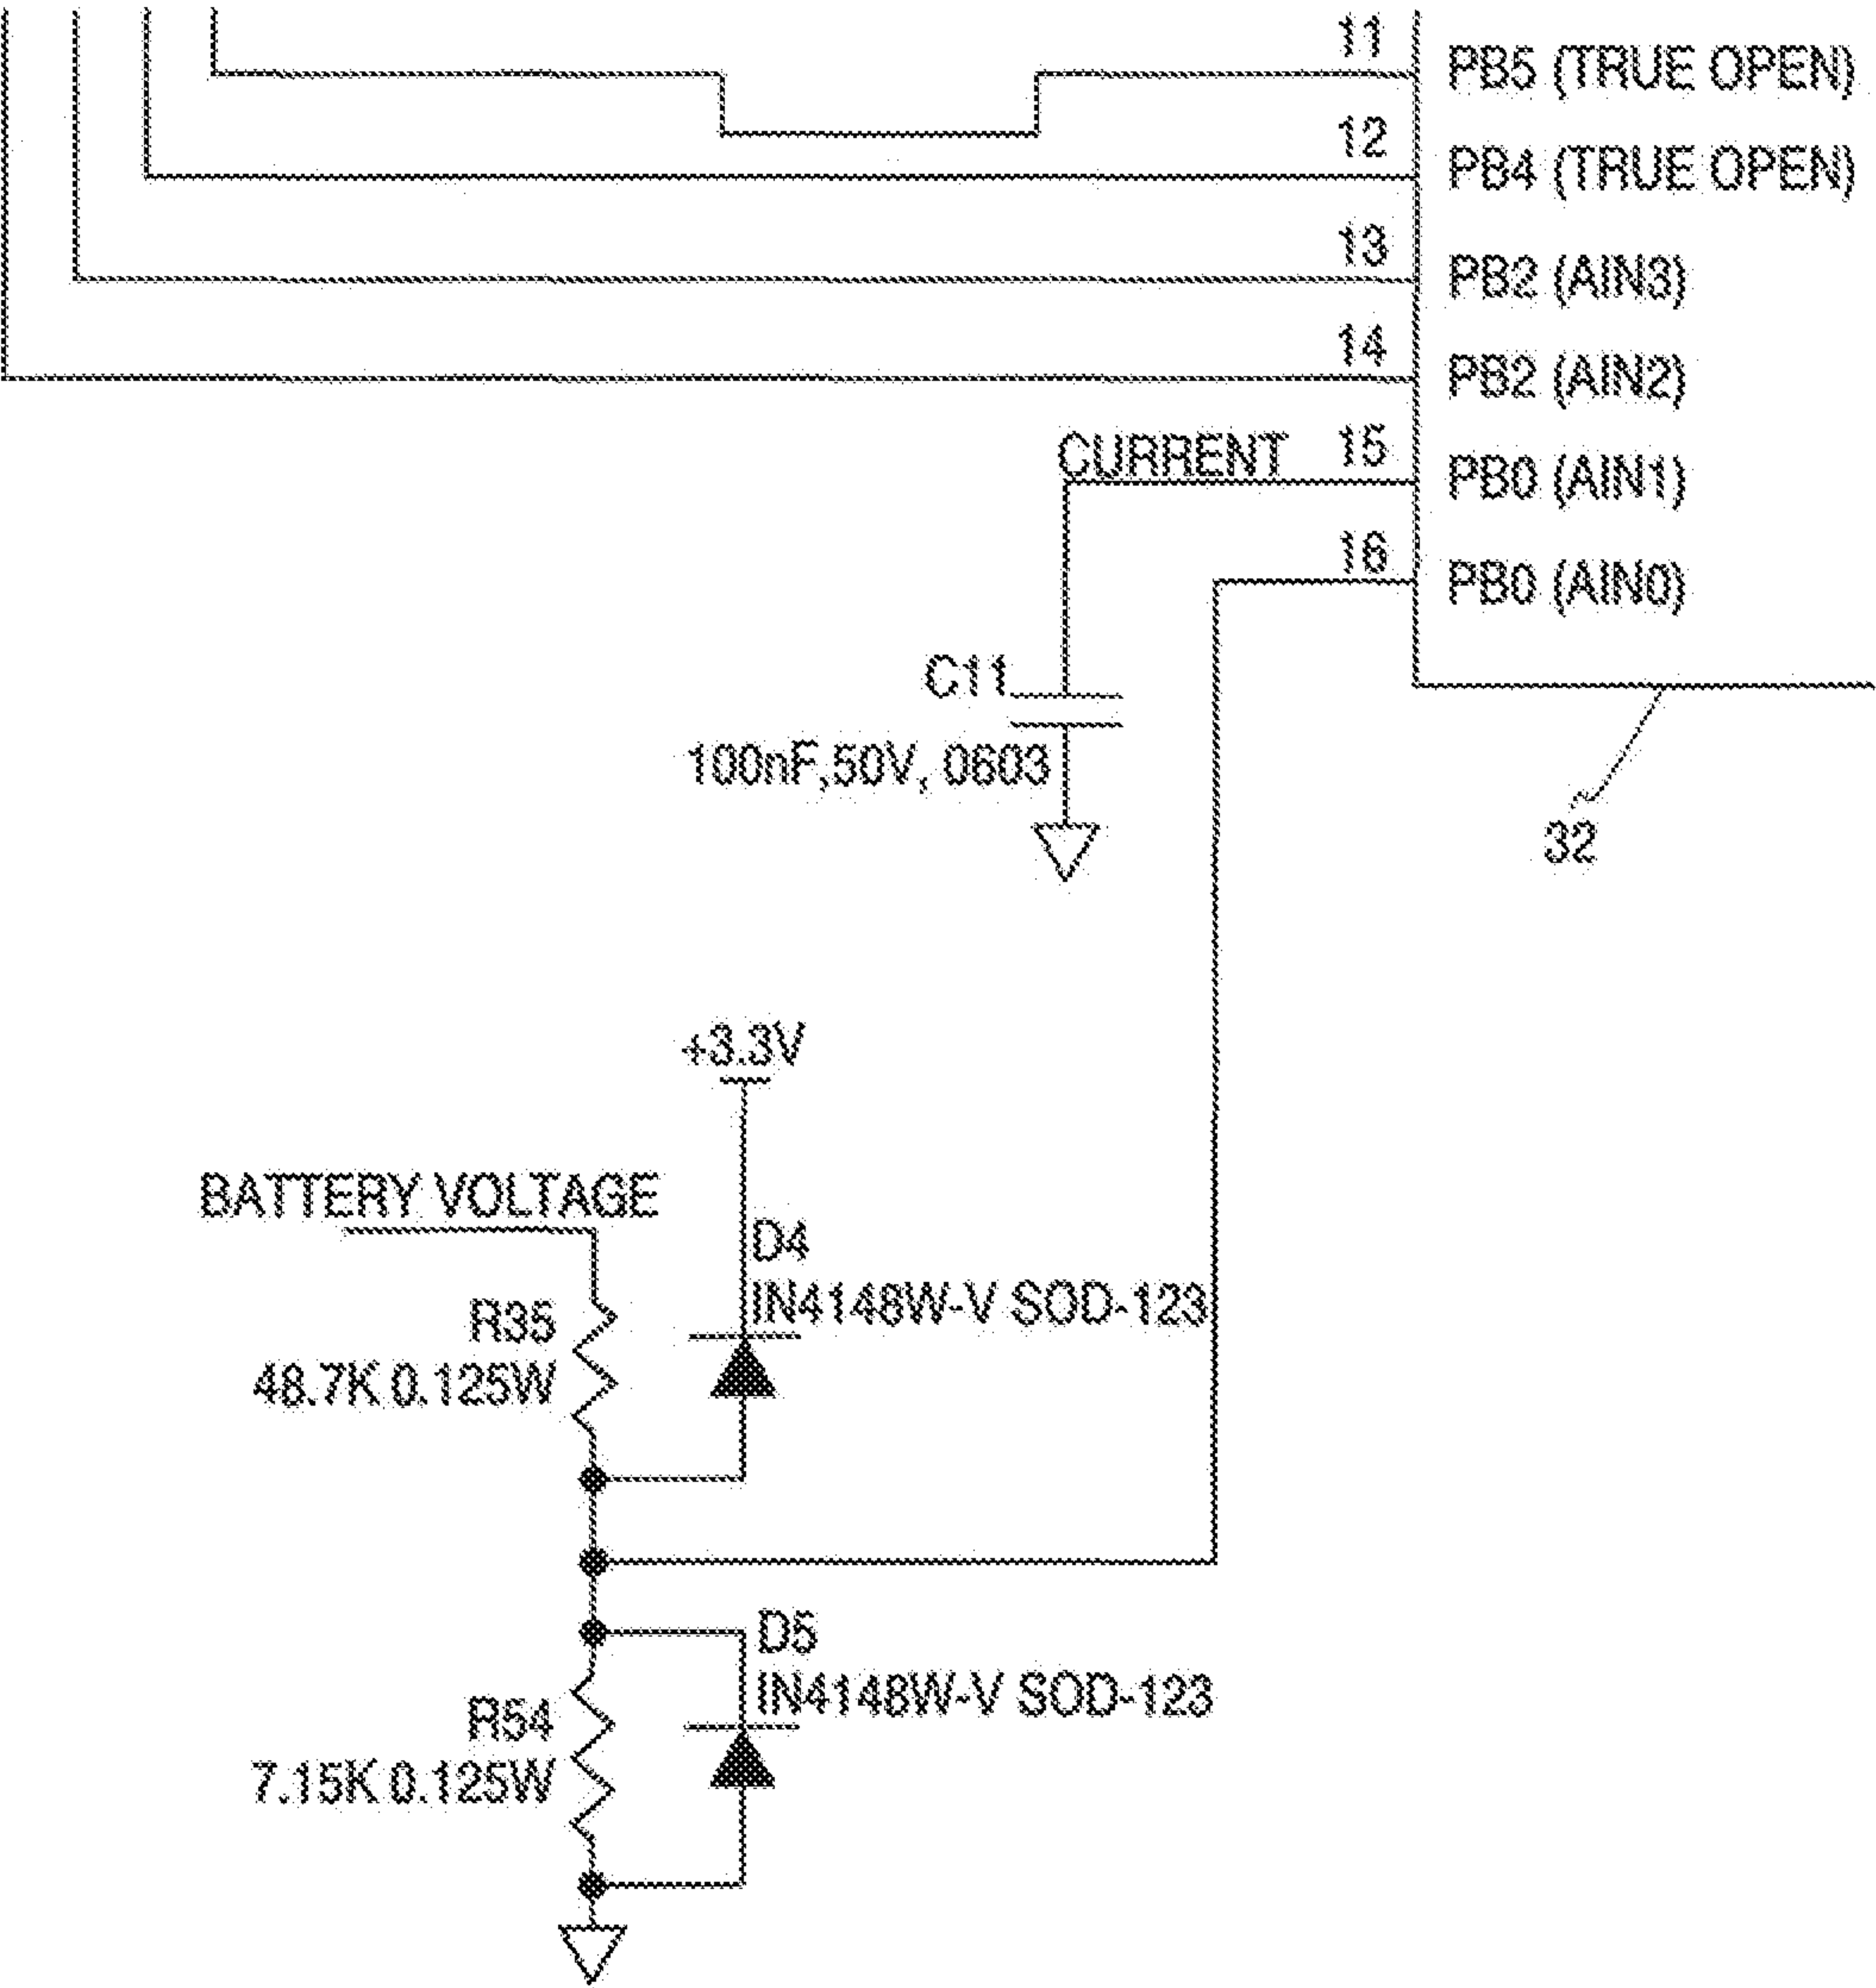 11
PB5 (TRUE OPEN)
12
PB4 (TRUE OPEN)
13
PB2 (AIN3)
14
PB2 (AIN2)
CURRENT 15
PB0 (AIN1)
16
PB0 (AIN0)
C11
100nF,50V, 0603
32
+3.3V
BATTERY VOLTAGE
D4
IN4148W-V SOD-123
R35
48.7K 0.125W
D5
IN4148W-V SOD-123
R54
7.15K 0.125W